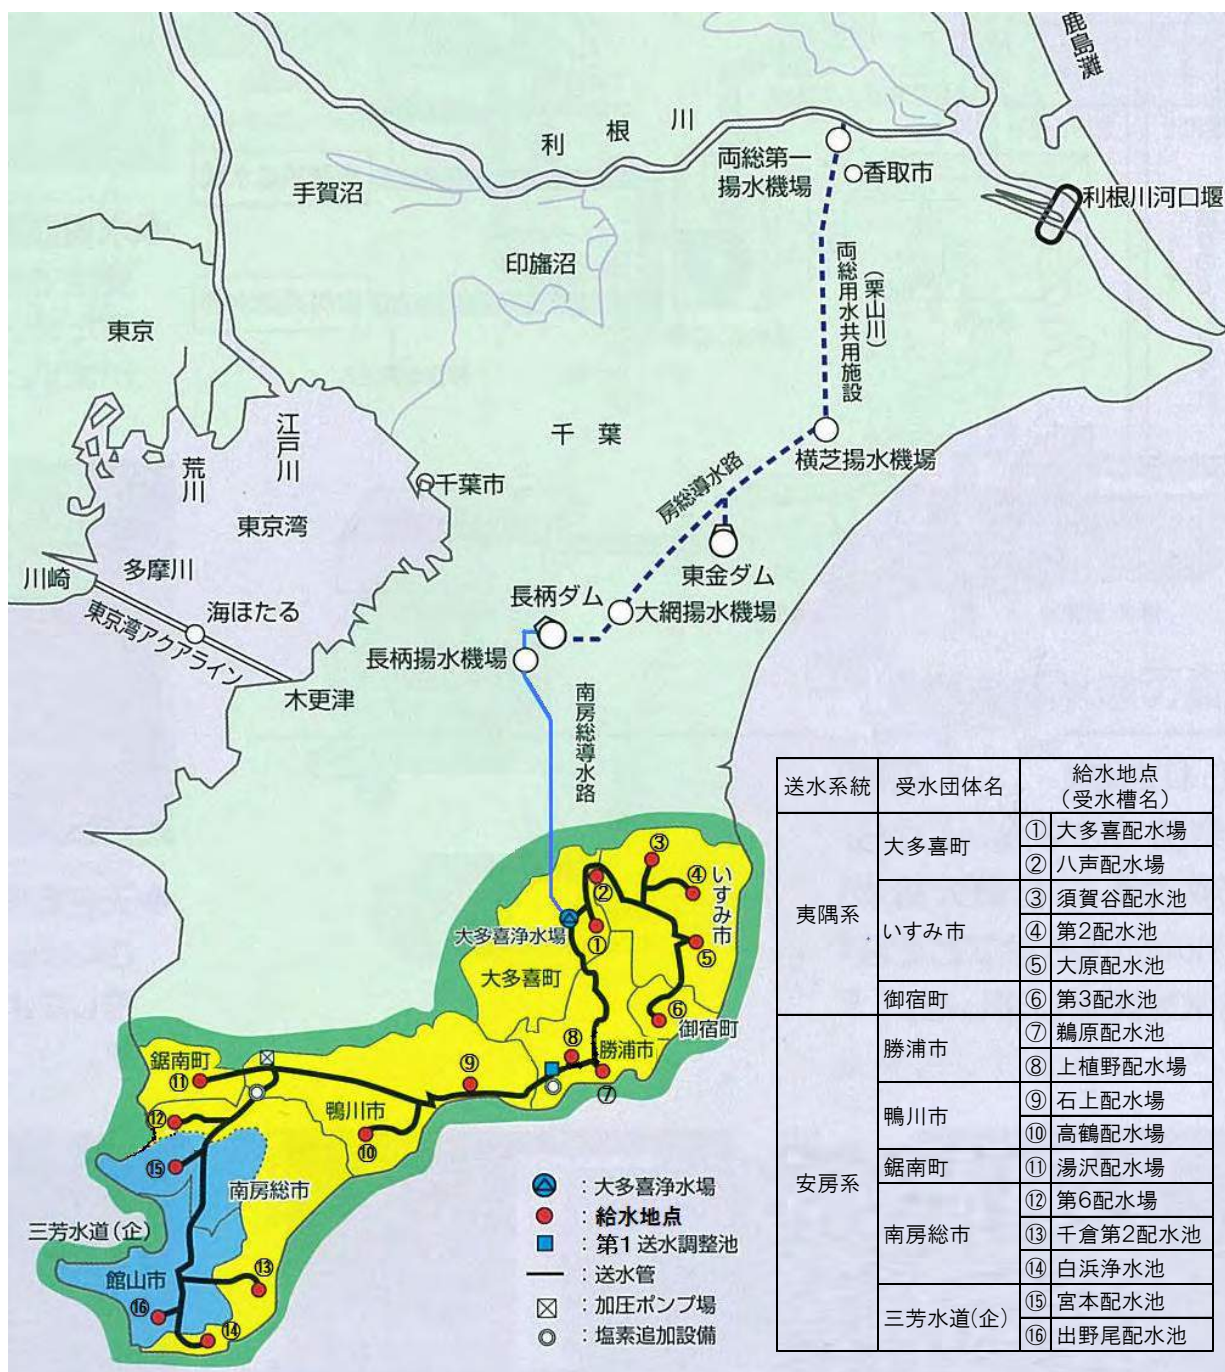 鹿島灘
利根川
両総第一
揚水機場
香取市
手賀沼
利根川河口堰
印旛沼
両総用水共用施設
(栗山川)
東京
江戸川
千葉
横芝揚水機場
荒川
千葉市
房総導水路
東京湾
多摩川
川崎
東金ダム
長柄ダム
海ほたる
大網揚水機場
東京湾アクアライン
長柄揚水機場
木更津
南房総導水路
③
②
④
いすみ市
大多喜浄水場
①
⑤
大多喜町
⑥
御宿町
⑧
勝浦市
鋸南町
⑪
⑨
⑦
⑫
鴨川市
⑩
⑮
南房総市
三芳水道(企)
館山市
⑬
⑯
⑭
:大多喜浄水場
:給水地点
:第1送水調整池
:送水管
:加圧ポンプ場
:塩素追加設備
送水系統 受水団体名 給水地点
(受水槽名)
夷隅系 大多喜町 ① 大多喜配水場
② 八声配水場
いすみ市 ③ 須賀谷配水池
④ 第2配水池
⑤ 大原配水池
御宿町 ⑥ 第3配水池
安房系 勝浦市 ⑦ 鵜原配水池
⑧ 上植野配水場
鴨川市 ⑨ 石上配水場
⑩ 高鶴配水場
鋸南町 ⑪ 湯沢配水場
南房総市 ⑫ 第6配水場
⑬ 千倉第2配水池
⑭ 白浜浄水池
三芳水道(企) ⑮ 宮本配水池
⑯ 出野尾配水池